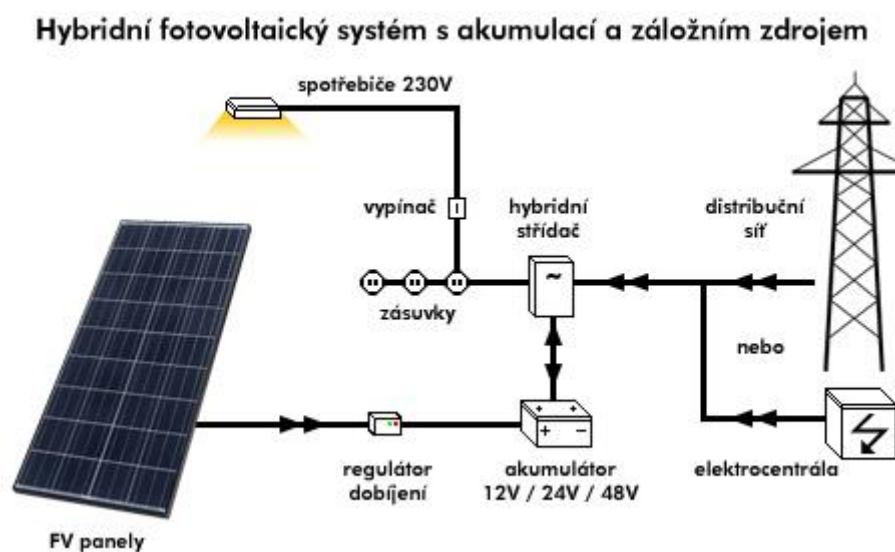 Hybridní fotovoltaický systém s akumulací a záložním zdrojem
spotřebiče 230V
vypínač
hybridní
střídač
distribuční
síť
zásuvky
nebo
regulátor
dobíjení
akumulátor
12V / 24V / 48V
elektrocentrála
FV panely